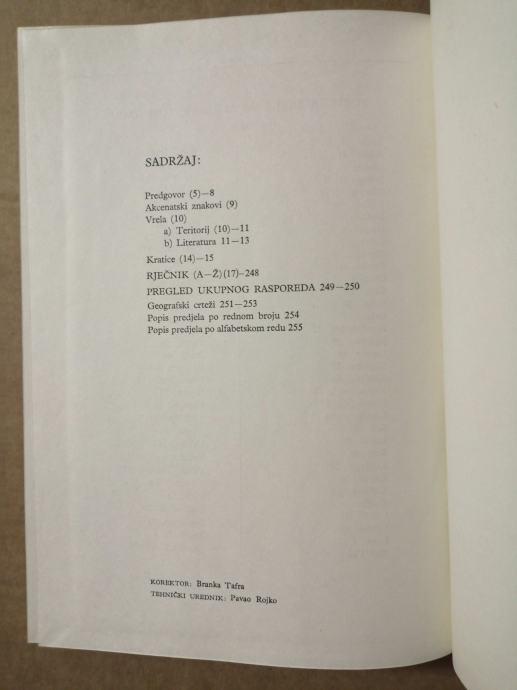 SADRŽAJ:
Predgovor (5)—8
Akcenatski znakovi (9)
Vrela (10)
a) Teritorij (10)—11
b) Literatura 11—13
Kratice (14)—15
RJEČNIK (A—Ž)(17)-248
PREGLED UKUPNOG RASPOREDA 249—250
Geografski crteži 251—253
Popis predjela po rednom broju 254
Popis predjela po alfabetskom redu 255
KOREKTOR: Branka Tafra
TEHNIČKI UREDNIK: Pavao Rojko